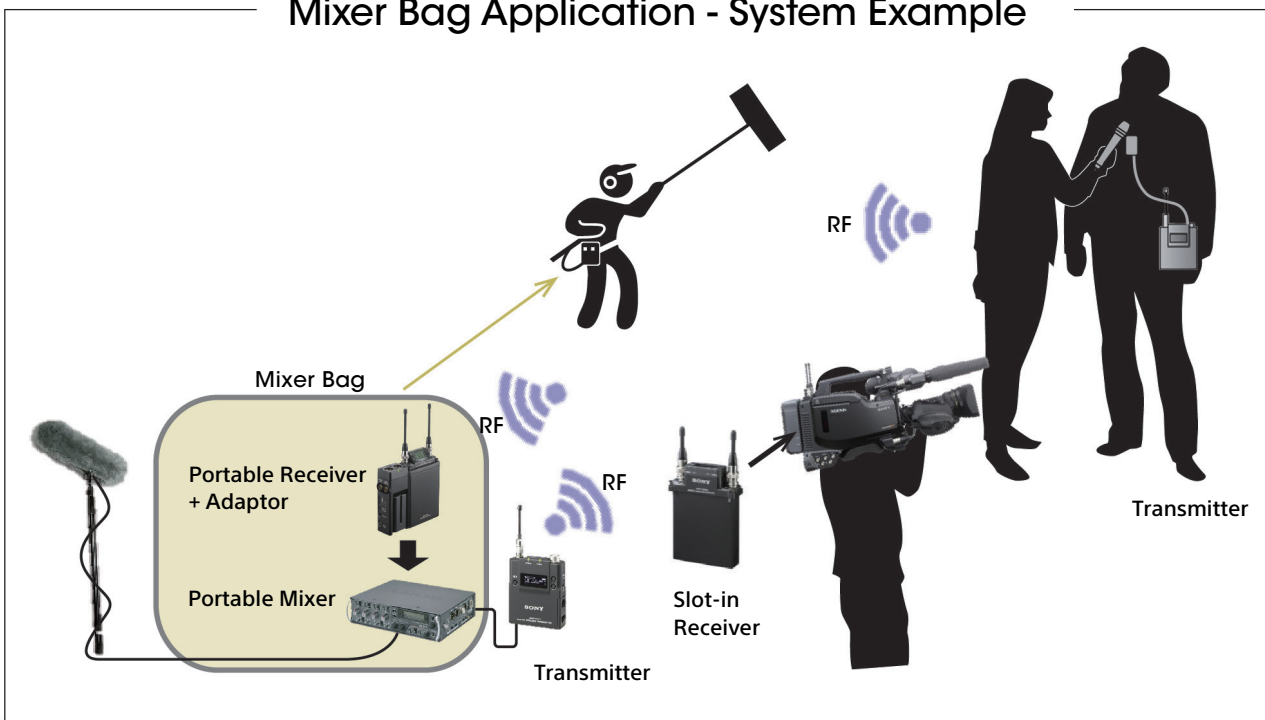 Mixer Bag Application - System Example
RF
Mixer Bag
RF
Portable Receiver
+ Adaptor
RF
SONY
Transmitter
Portable Mixer
SONY
Slot-in
Receiver
Transmitter